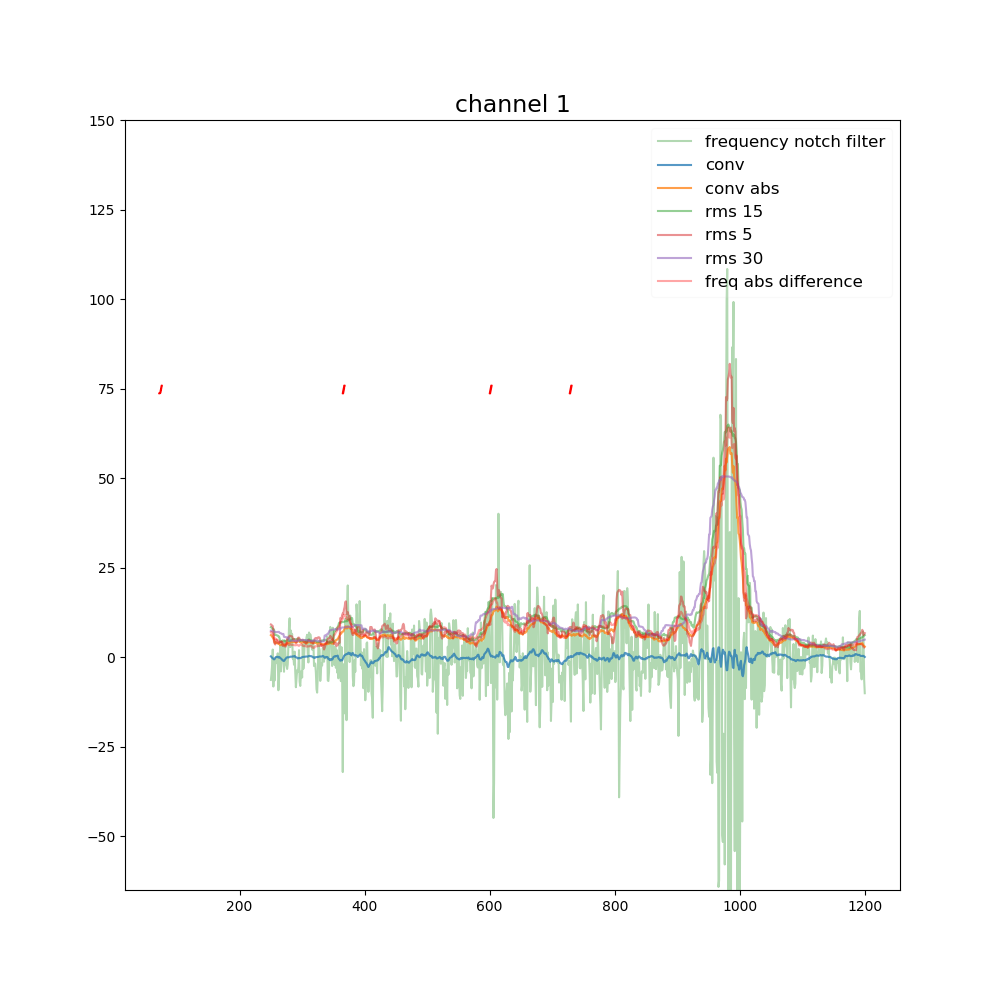 channel 1
150
125
100
75
50
25
0
−25
−50
200 400 600 800 1000 1200
frequency notch filter
conv
conv abs
rms 15
rms 5
rms 30
freq abs difference